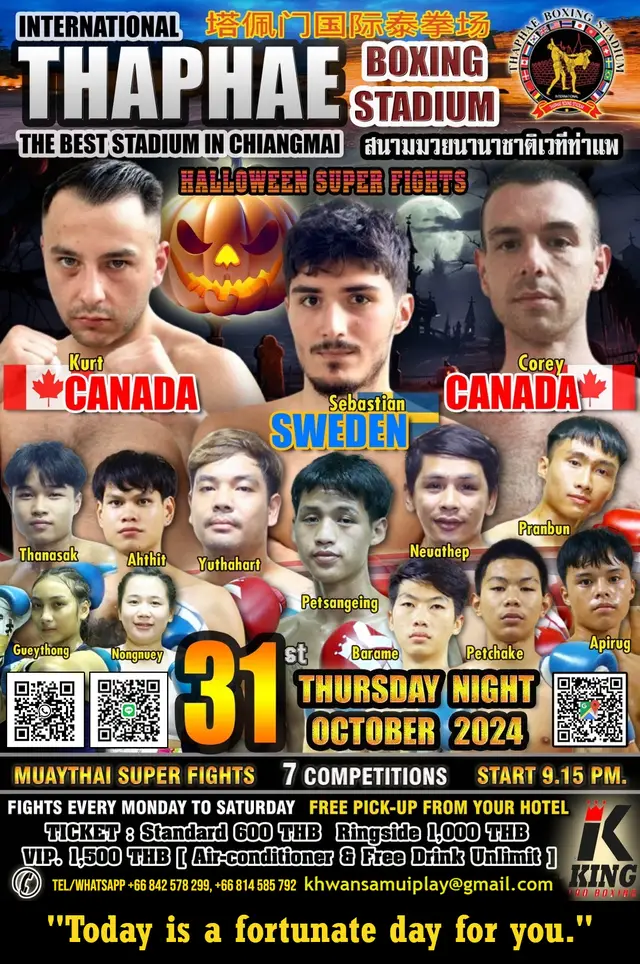 INTERNATIONAL
塔佩门国际泰拳场
THAPHAE
BOXING
STADIUM
THAPHAE BOXING STADIUM
INTERNATIONAL
THE BEST STADIUM IN CHIANGMAI
สนามมวยนานาชาติเวทีท่าแพ
HALLOWEEN SUPER FIGHTS
Kurt
CANADA
Sebastian
SWEDEN
Corey
CANADA
Thanasak
Ahthit
Yuthahart
Petsangeing
Neuathep
Pranbun
Gueythong
Nongnuey
Barame
Petchake
Apirug
31st
THURSDAY NIGHT
OCTOBER 2024
MUAYTHAI SUPER FIGHTS 7 COMPETITIONS START 9.15 PM.
FIGHTS EVERY MONDAY TO SATURDAY FREE PICK-UP FROM YOUR HOTEL
TICKET : Standard 600 THB Ringside 1,000 THB
VIP. 1,500 THB [ Air-conditioner & Free Drink Unlimit ]
TEL/WHATSAPP +66 842 578 299, +66 814 585 792 khwansamuiplay@gmail.com
K
KING
PRO BOXING
"Today is a fortunate day for you."